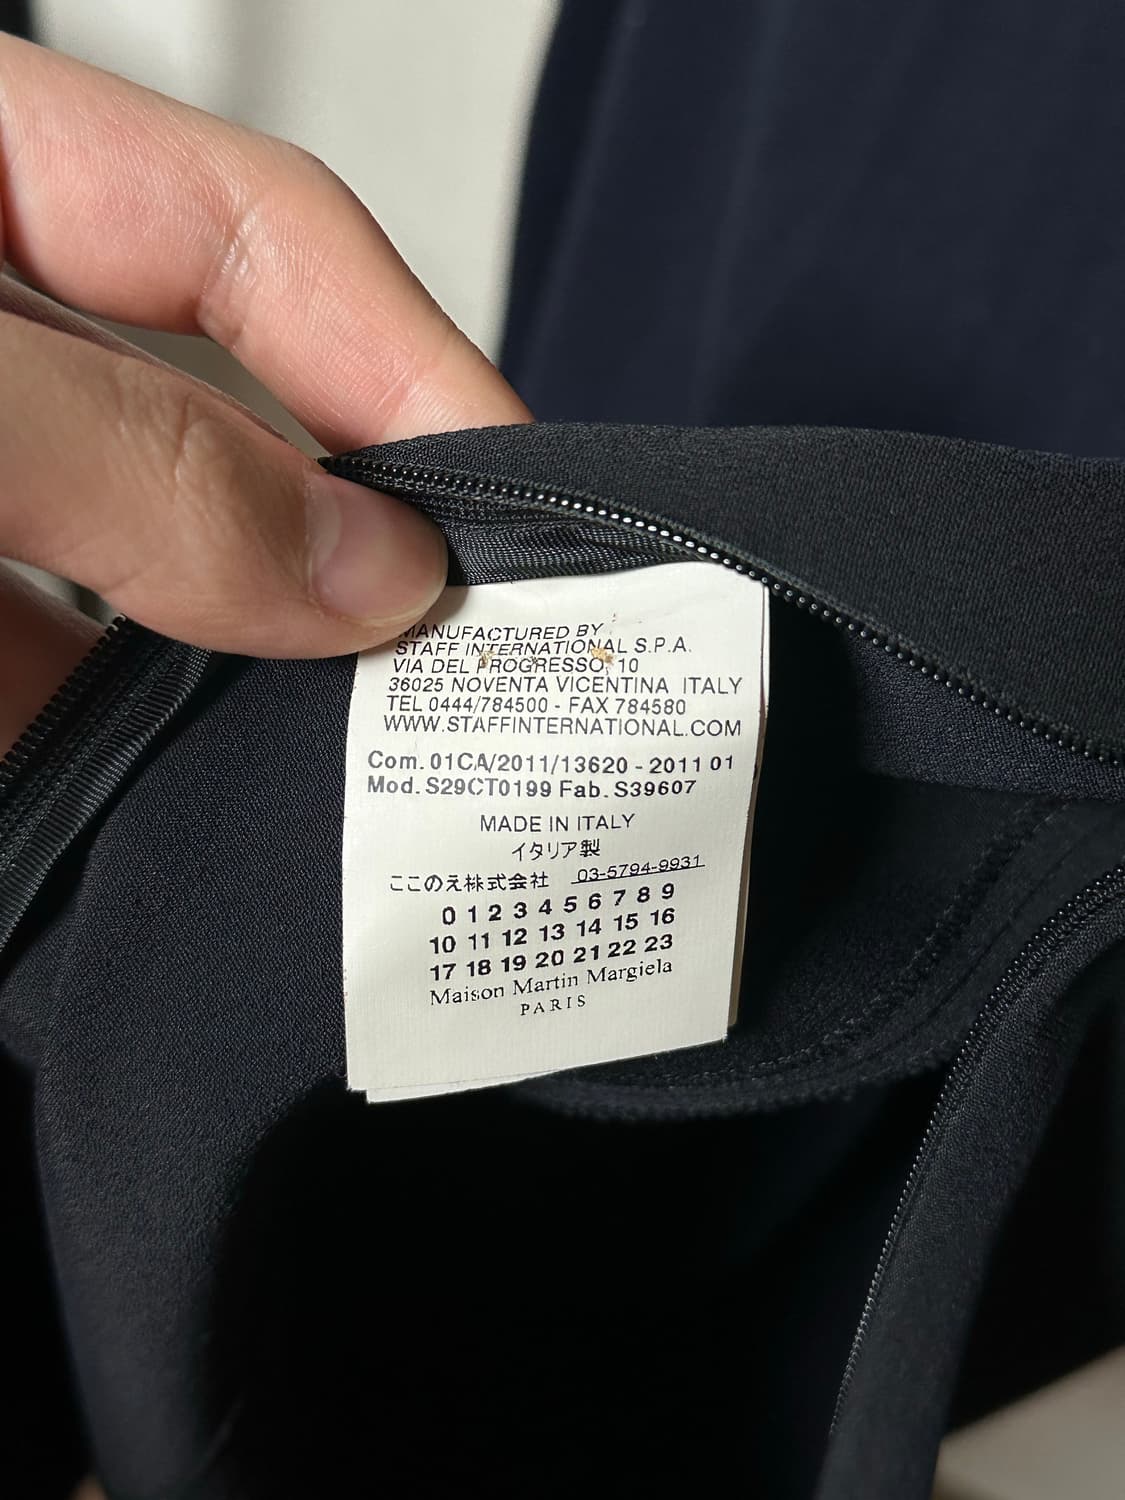 MANUFACTURED BY
STAFF INTERNATIONAL S.P.A.
VIA DEL PROGRESSO, 10
36025 NOVENTA VICENTINA ITALY
TEL 0444/784500 - FAX 784580
WWW.STAFFINTERNATIONAL.COM
Com. 01CA/2011/13620 - 2011 01
Mod. S29CT0199 Fab. S39607
MADE IN ITALY
イタリア製
ここのえ株式会社 03-5794-9931
0 1 2 3 4 5 6 7 8 9
10 11 12 13 14 15 16
17 18 19 20 21 22 23
Maison Martin Margiela
PARIS